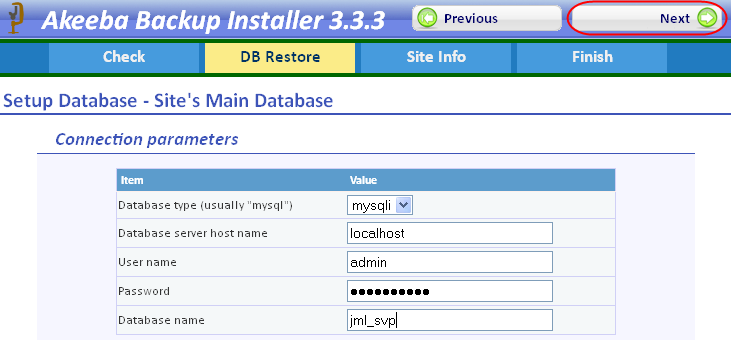 Akeeba Backup Installer 3.3.3 Previous Next
Check DB Restore Site Info Finish
Setup Database - Site's Main Database
Connection parameters
Item Value
Database type (usually "mysql") mysqli
Database server host name localhost
User name admin
Password ●●●●●●●●●●
Database name jml_svp